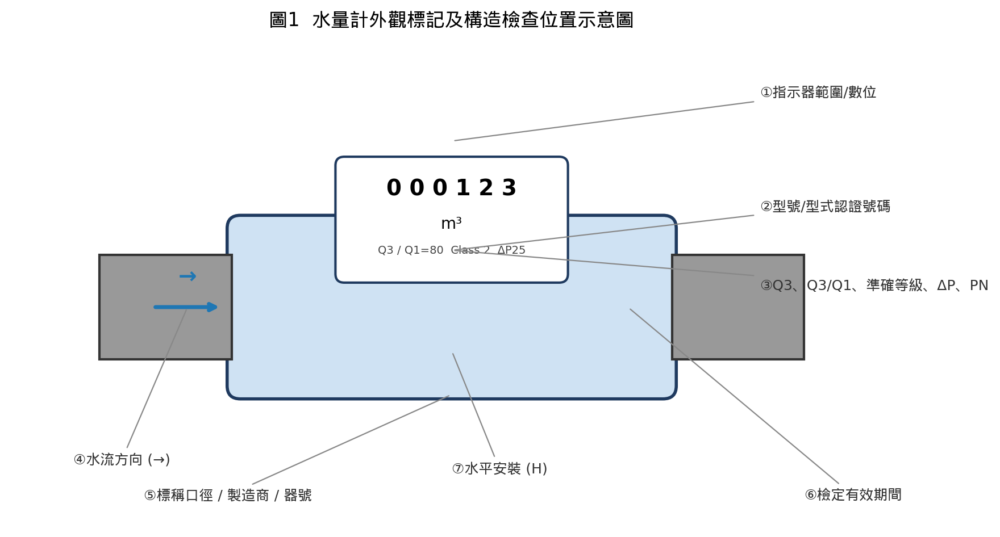 圖1 水量計外觀標記及構造檢查位置示意圖
①指示器範圍/數位
0 0 0 1 2 3
m³
②型號/型式認證號碼
Q3 / Q1=80 Class 2 ΔP25
→
③Q3、Q3/Q1、準確等級、ΔP、PN
④水流方向 (→)
⑦水平安裝 (H)
⑤標稱口徑 / 製造商 / 器號
⑥檢定有效期間